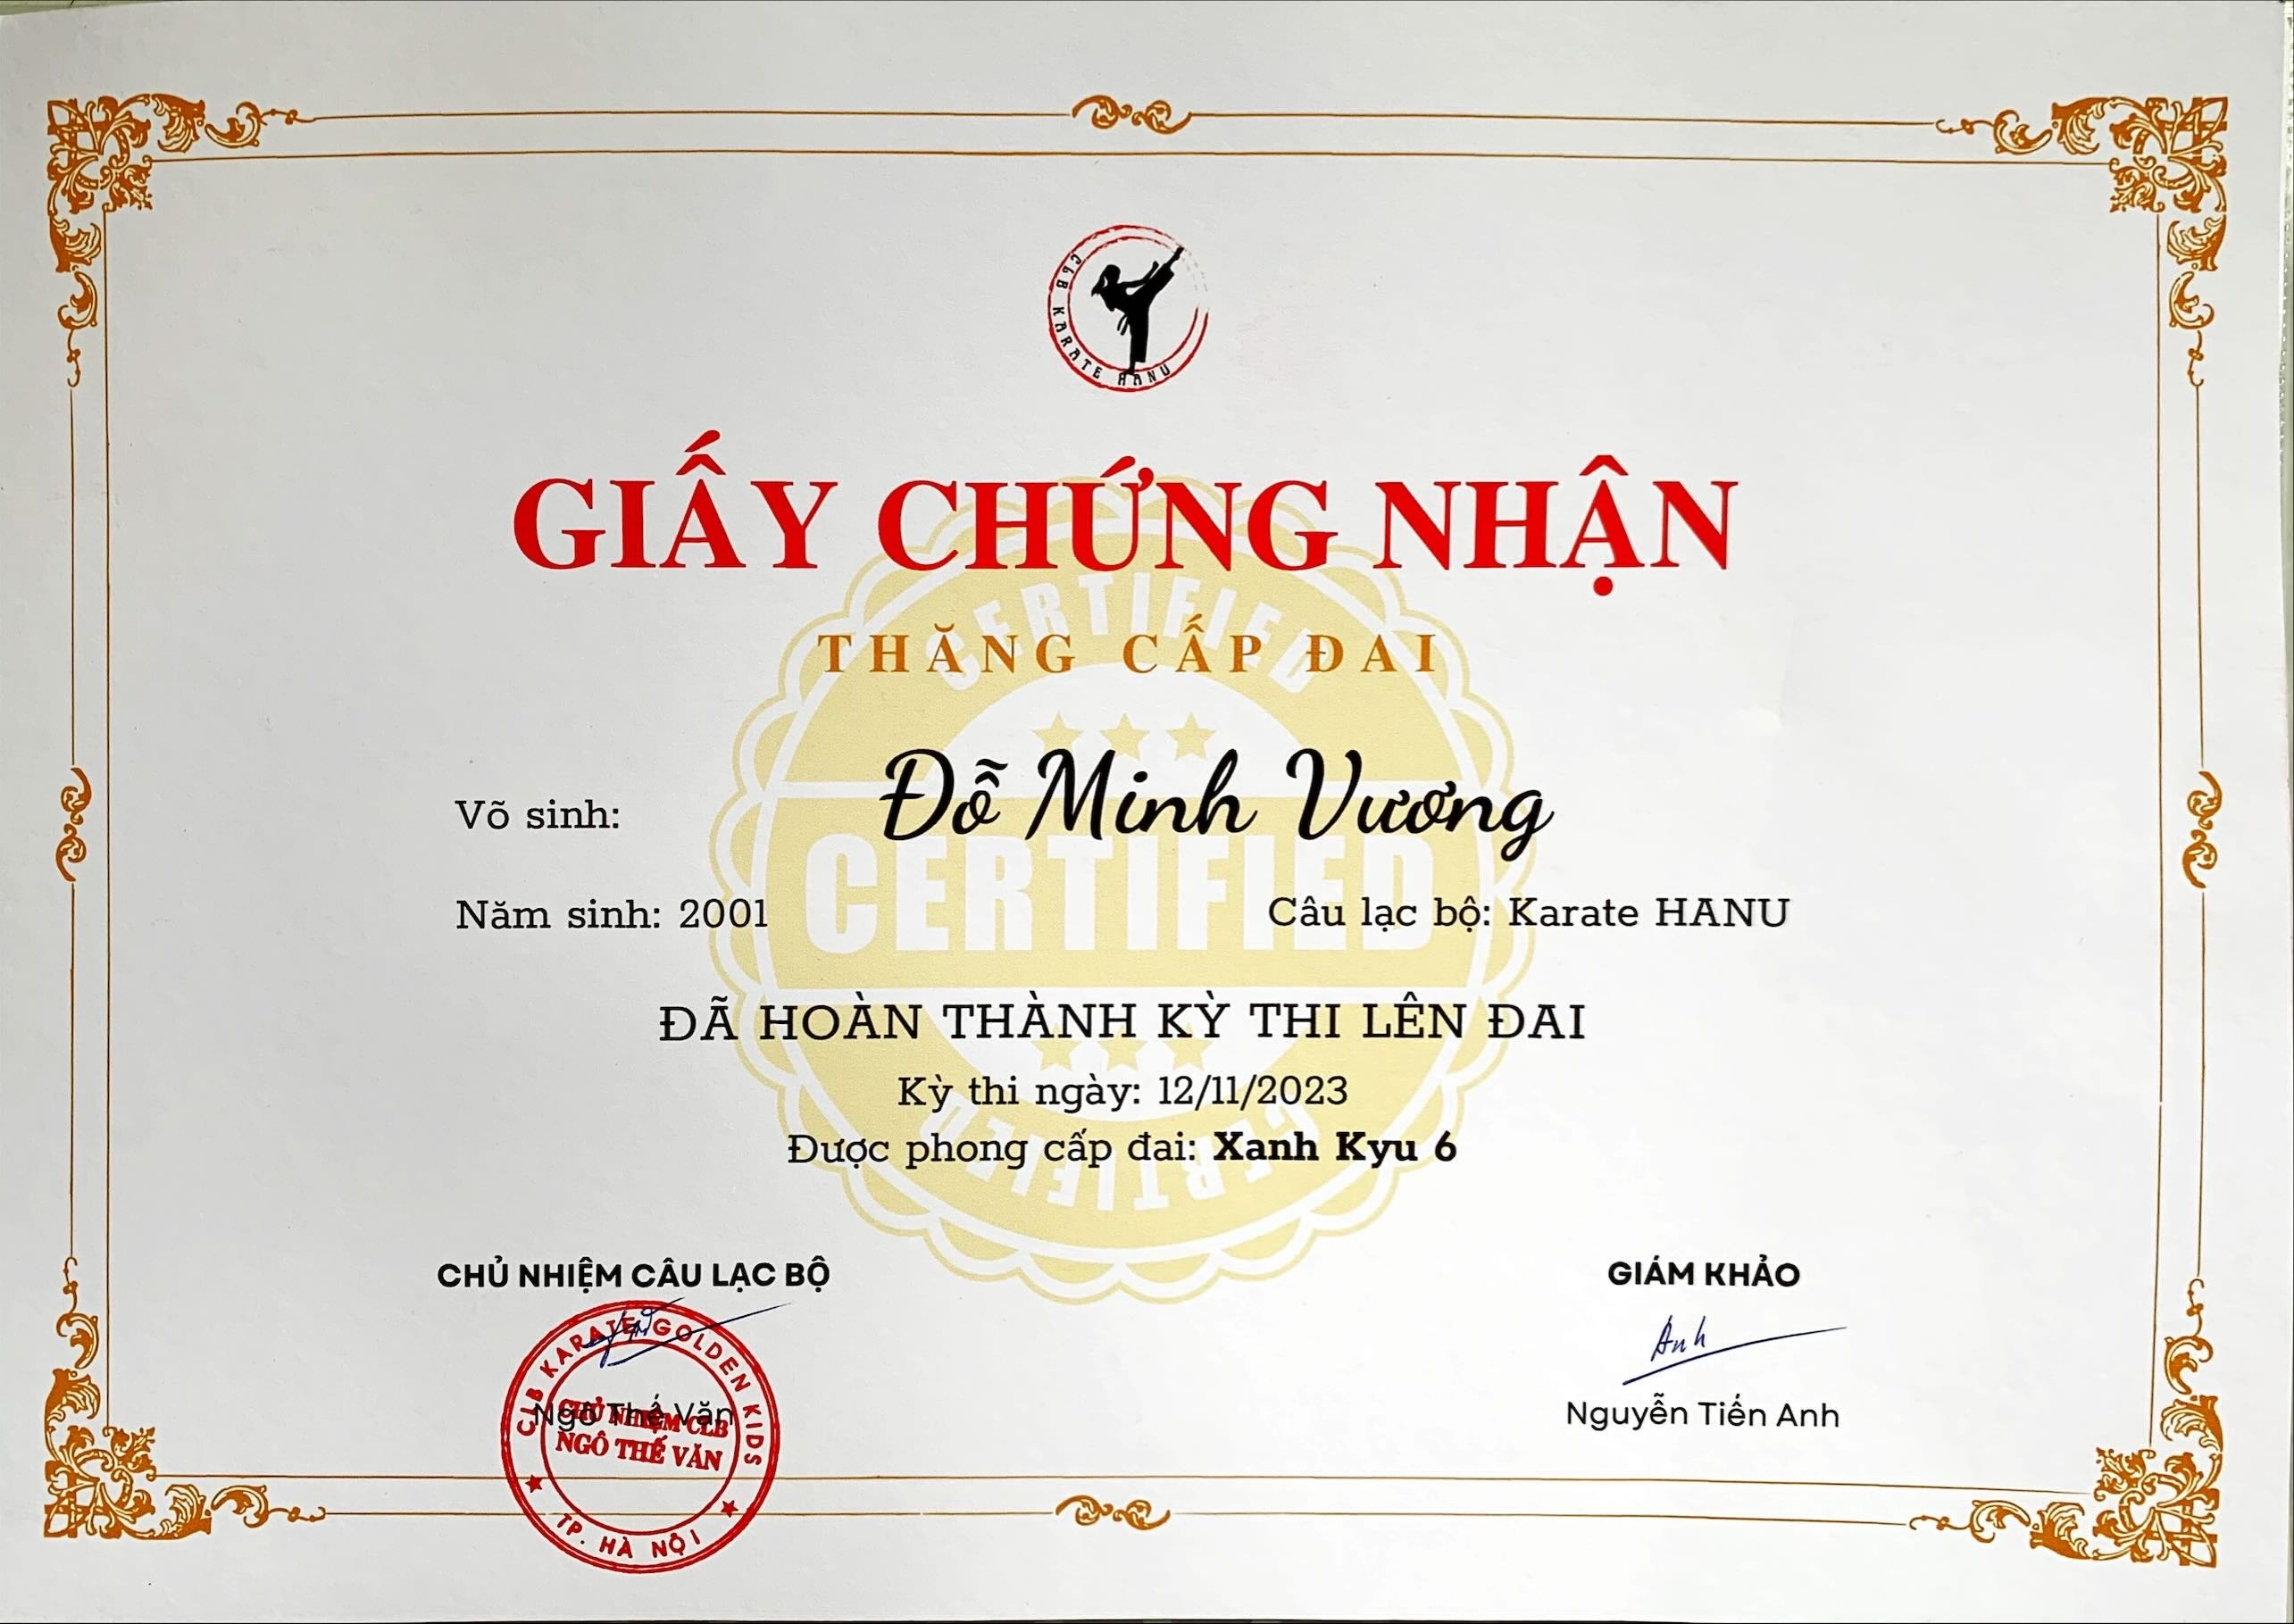 CLB KARATE HANU
GIẤY CHỨNG NHẬN
CERTIFIED
THĂNG CẤP ĐAI
Võ sinh: Đỗ Minh Vương
CERTIFIED
Năm sinh: 2001 Câu lạc bộ: Karate HANU
ĐÃ HOÀN THÀNH KỲ THI LÊN ĐAI
Kỳ thi ngày: 12/11/2023
Được phong cấp đai: Xanh Kyu 6
CERTIFIED
CHỦ NHIỆM CÂU LẠC BỘ
GIÁM KHẢO
CLB KARATE GOLDEN KIDS
Anh
Ngô Thế Văn
Nguyễn Tiến Anh
CHỦ NHIỆM CLB
NGÔ THẾ VĂN
TP. HÀ NỘI